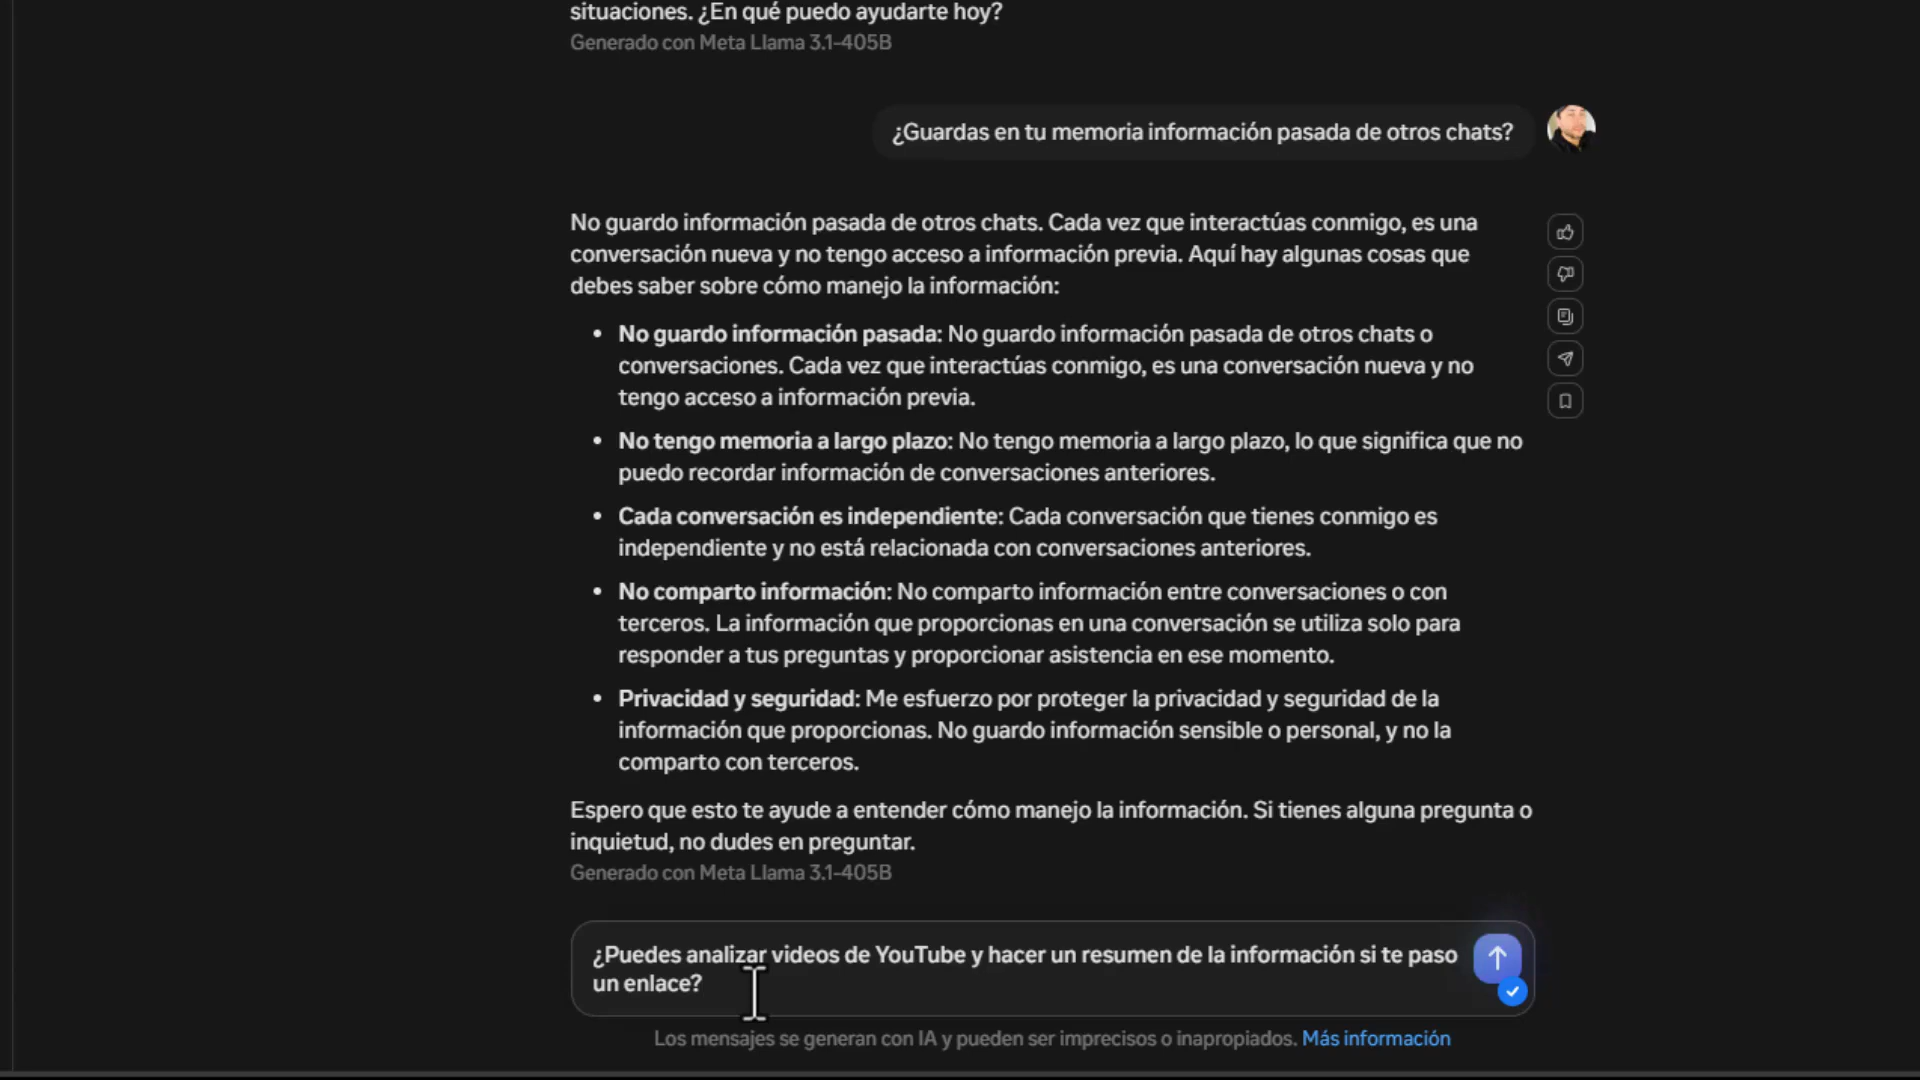 situaciones. ¿En qué puedo ayudarte hoy?
Generado con Meta Llama 3.1-405B
¿Guardas en tu memoria información pasada de otros chats?
No guardo información pasada de otros chats. Cada vez que interactúas conmigo, es una
conversación nueva y no tengo acceso a información previa. Aquí hay algunas cosas que
debes saber sobre cómo manejo la información:
• No guardo información pasada: No guardo información pasada de otros chats o
conversaciones. Cada vez que interactúas conmigo, es una conversación nueva y no
tengo acceso a información previa.
• No tengo memoria a largo plazo: No tengo memoria a largo plazo, lo que significa que no
puedo recordar información de conversaciones anteriores.
• Cada conversación es independiente: Cada conversación que tienes conmigo es
independiente y no está relacionada con conversaciones anteriores.
• No comparto información: No comparto información entre conversaciones o con
terceros. La información que proporcionas en una conversación se utiliza solo para
responder a tus preguntas y proporcionar asistencia en ese momento.
• Privacidad y seguridad: Me esfuerzo por proteger la privacidad y seguridad de la
información que proporcionas. No guardo información sensible o personal, y no la
comparto con terceros.
Espero que esto te ayude a entender cómo manejo la información. Si tienes alguna pregunta o
inquietud, no dudes en preguntar.
Generado con Meta Llama 3.1-405B
¿Puedes analizar videos de YouTube y hacer un resumen de la información si te paso
un enlace?
Los mensajes se generan con IA y pueden ser imprecisos o inapropiados. Más información